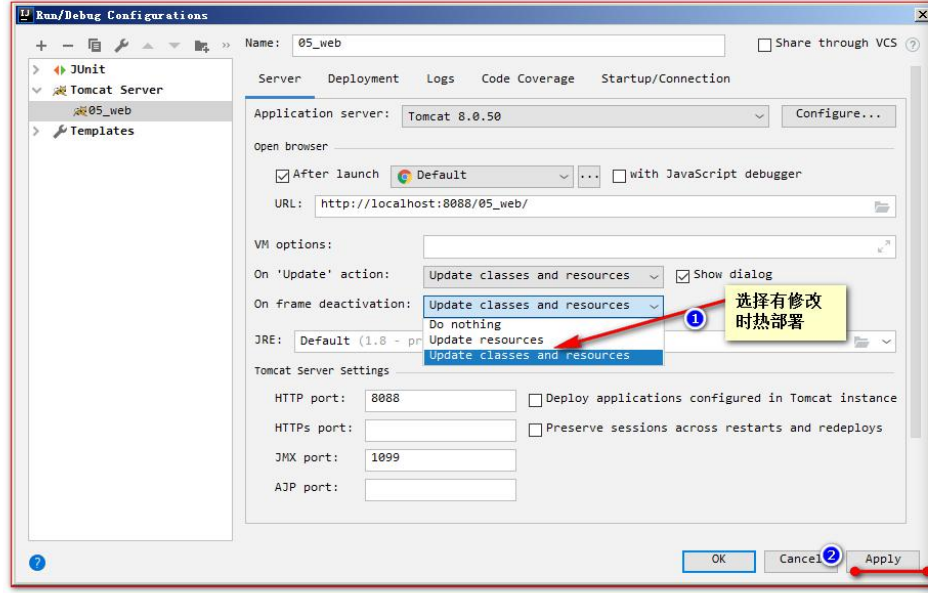 Run/Debug Configurations
Name: 05_web
Share through VCS
JUnit
Tomcat Server
05_web
Templates
Server Deployment Logs Code Coverage Startup/Connection
Application server: Tomcat 8.0.50 Configure...
Open browser
After launch Default ... with JavaScript debugger
URL: http://localhost:8088/05_web/
VM options:
On 'Update' action: Update classes and resources Show dialog
On frame deactivation: Update classes and resources
Do nothing
Update resources
Update classes and resources
1
选择有修改
时热部署
JRE: Default (1.8 - pr
Tomcat Server Settings
HTTP port: 8088
Deploy applications configured in Tomcat instance
HTTPs port:
Preserve sessions across restarts and redeploys
JMX port: 1099
AJP port:
OK Cancel 2 Apply